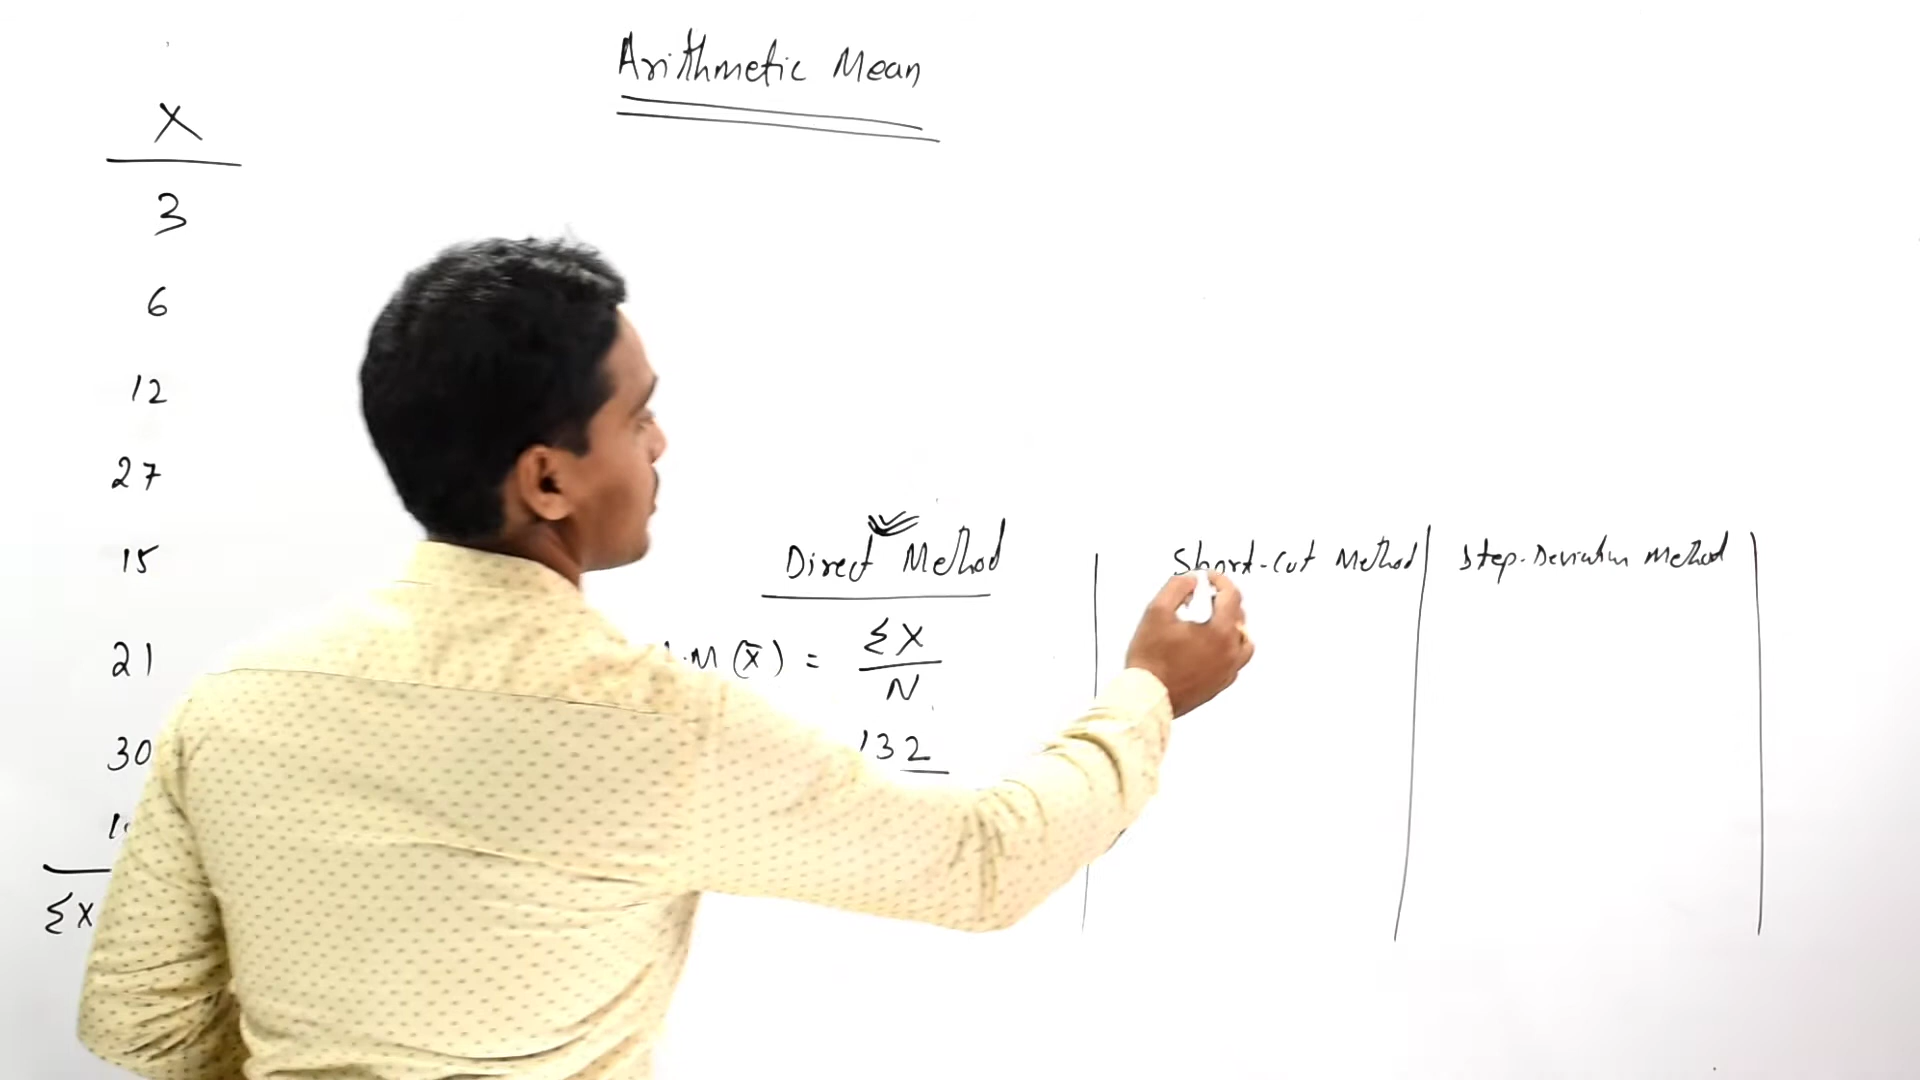 Arithmetic Mean
X
3
6
12
27
15
21
30
ΣX
Direct Method
A.M (x̄) = ΣX / N
132
Short-cut Method
Step-Deviation Method